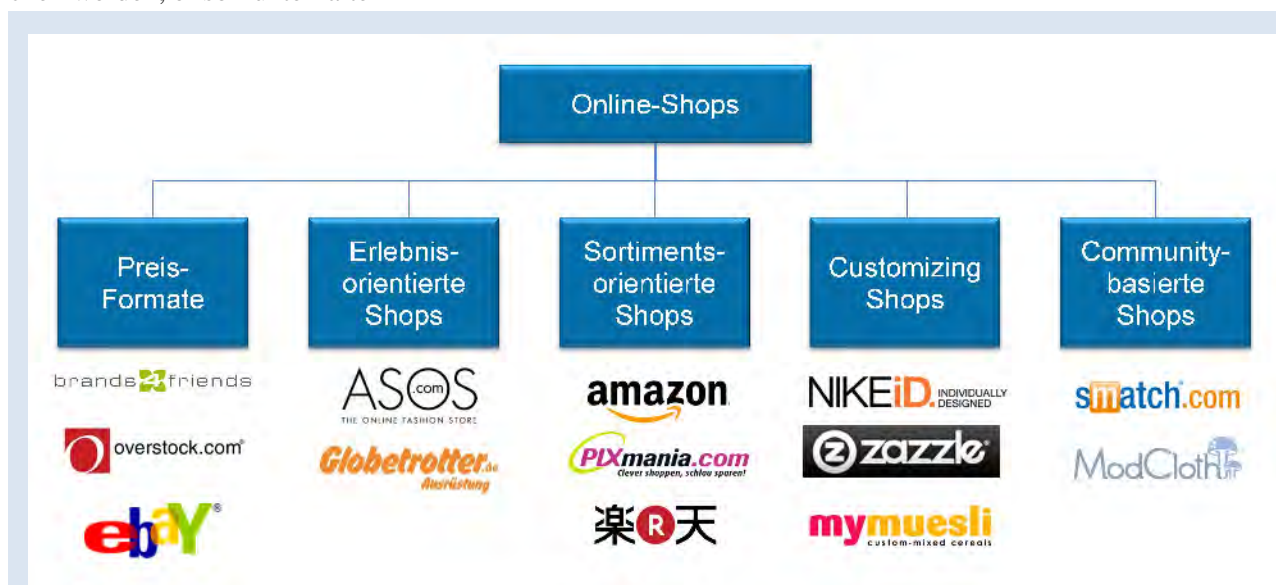 Online-Shops
Preis-
Formate
Erlebnis-
orientierte
Shops
Sortiments-
orientierte
Shops
Customizing
Shops
Community-
basierte
Shops
brands4friends
overstock.com®
ebaY®
ASOS
.com
THE ONLINE FASHION STORE
Globetrotter.de
Ausrüstung
amazon
PIXmania.com
Clever shoppen, schlau sparen!
楽R天
NIKEiD. INDIVIDUALLY
DESIGNED
zazzle
mymuesli
custom-mixed cereals
smatch.com
ModCloth